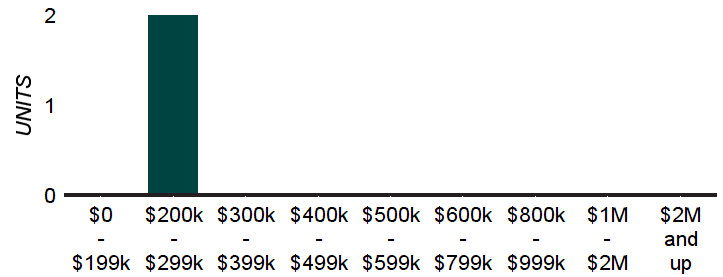 2
1
0
UNITS
$0 - $199k
$200k - $299k
$300k - $399k
$400k - $499k
$500k - $599k
$600k - $799k
$800k - $999k
$1M - $2M
$2M and up